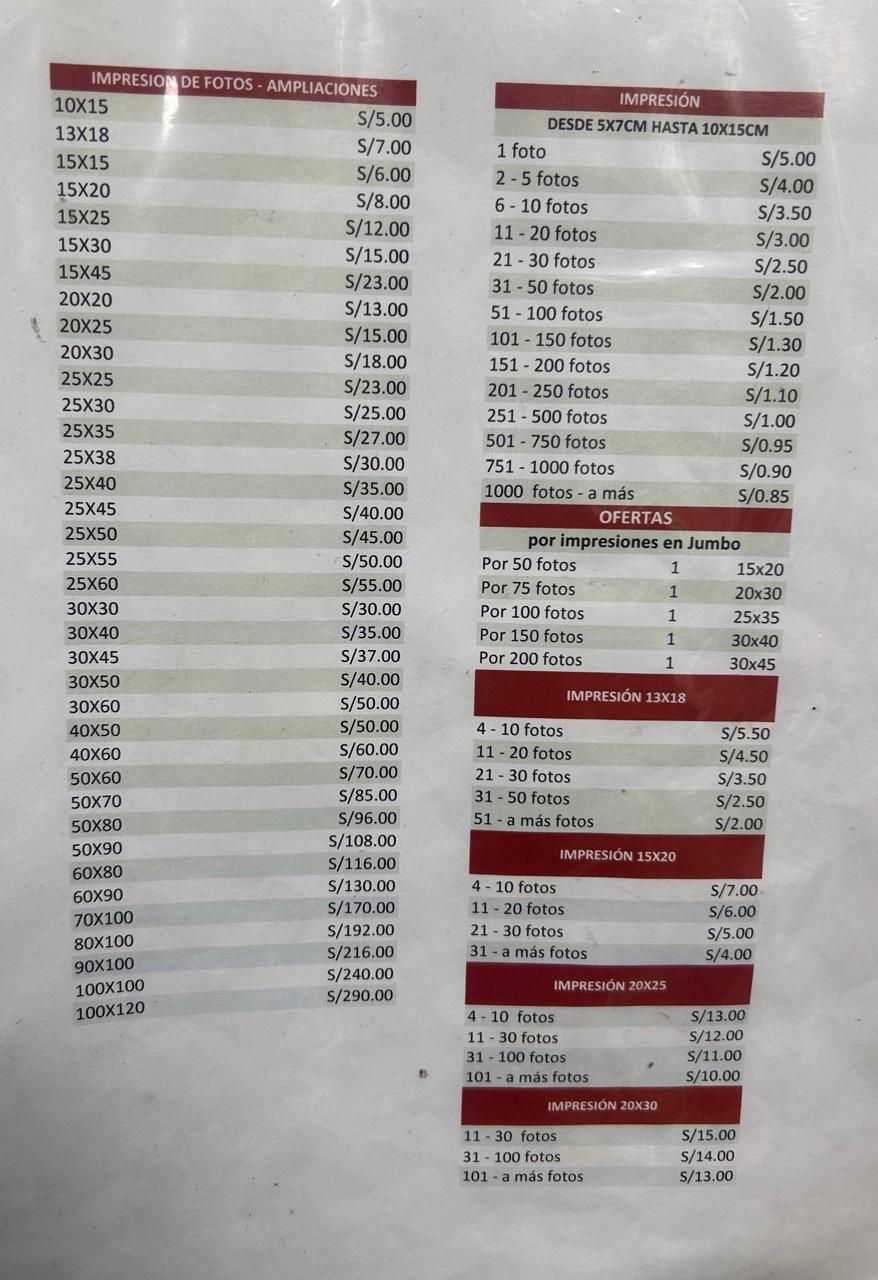 IMPRESION DE FOTOS - AMPLIACIONES
10X15 S/5.00
13X18 S/7.00
15X15 S/6.00
15X20 S/8.00
15X25 S/12.00
15X30 S/15.00
15X45 S/23.00
20X20 S/13.00
20X25 S/15.00
20X30 S/18.00
25X25 S/23.00
25X30 S/25.00
25X35 S/27.00
25X38 S/30.00
25X40 S/35.00
25X45 S/40.00
25X50 S/45.00
25X55 S/50.00
25X60 S/55.00
30X30 S/30.00
30X40 S/35.00
30X45 S/37.00
30X50 S/40.00
30X60 S/50.00
40X50 S/50.00
40X60 S/60.00
50X60 S/70.00
50X70 S/85.00
50X80 S/96.00
50X90 S/108.00
60X80 S/116.00
60X90 S/130.00
70X100 S/170.00
80X100 S/192.00
90X100 S/216.00
100X100 S/240.00
100X120 S/290.00
IMPRESIÓN
DESDE 5X7CM HASTA 10X15CM
1 foto S/5.00
2 - 5 fotos S/4.00
6 - 10 fotos S/3.50
11 - 20 fotos S/3.00
21 - 30 fotos S/2.50
31 - 50 fotos S/2.00
51 - 100 fotos S/1.50
101 - 150 fotos S/1.30
151 - 200 fotos S/1.20
201 - 250 fotos S/1.10
251 - 500 fotos S/1.00
501 - 750 fotos S/0.95
751 - 1000 fotos S/0.90
1000 fotos - a más S/0.85
OFERTAS
por impresiones en Jumbo
Por 50 fotos 1 15x20
Por 75 fotos 1 20x30
Por 100 fotos 1 25x35
Por 150 fotos 1 30x40
Por 200 fotos 1 30x45
IMPRESIÓN 13X18
4 - 10 fotos S/5.50
11 - 20 fotos S/4.50
21 - 30 fotos S/3.50
31 - 50 fotos S/2.50
51 - a más fotos S/2.00
IMPRESIÓN 15X20
4 - 10 fotos S/7.00
11 - 20 fotos S/6.00
21 - 30 fotos S/5.00
31 - a más fotos S/4.00
IMPRESIÓN 20X25
4 - 10 fotos S/13.00
11 - 30 fotos S/12.00
31 - 100 fotos S/11.00
101 - a más fotos S/10.00
IMPRESIÓN 20X30
11 - 30 fotos S/15.00
31 - 100 fotos S/14.00
101 - a más fotos S/13.00